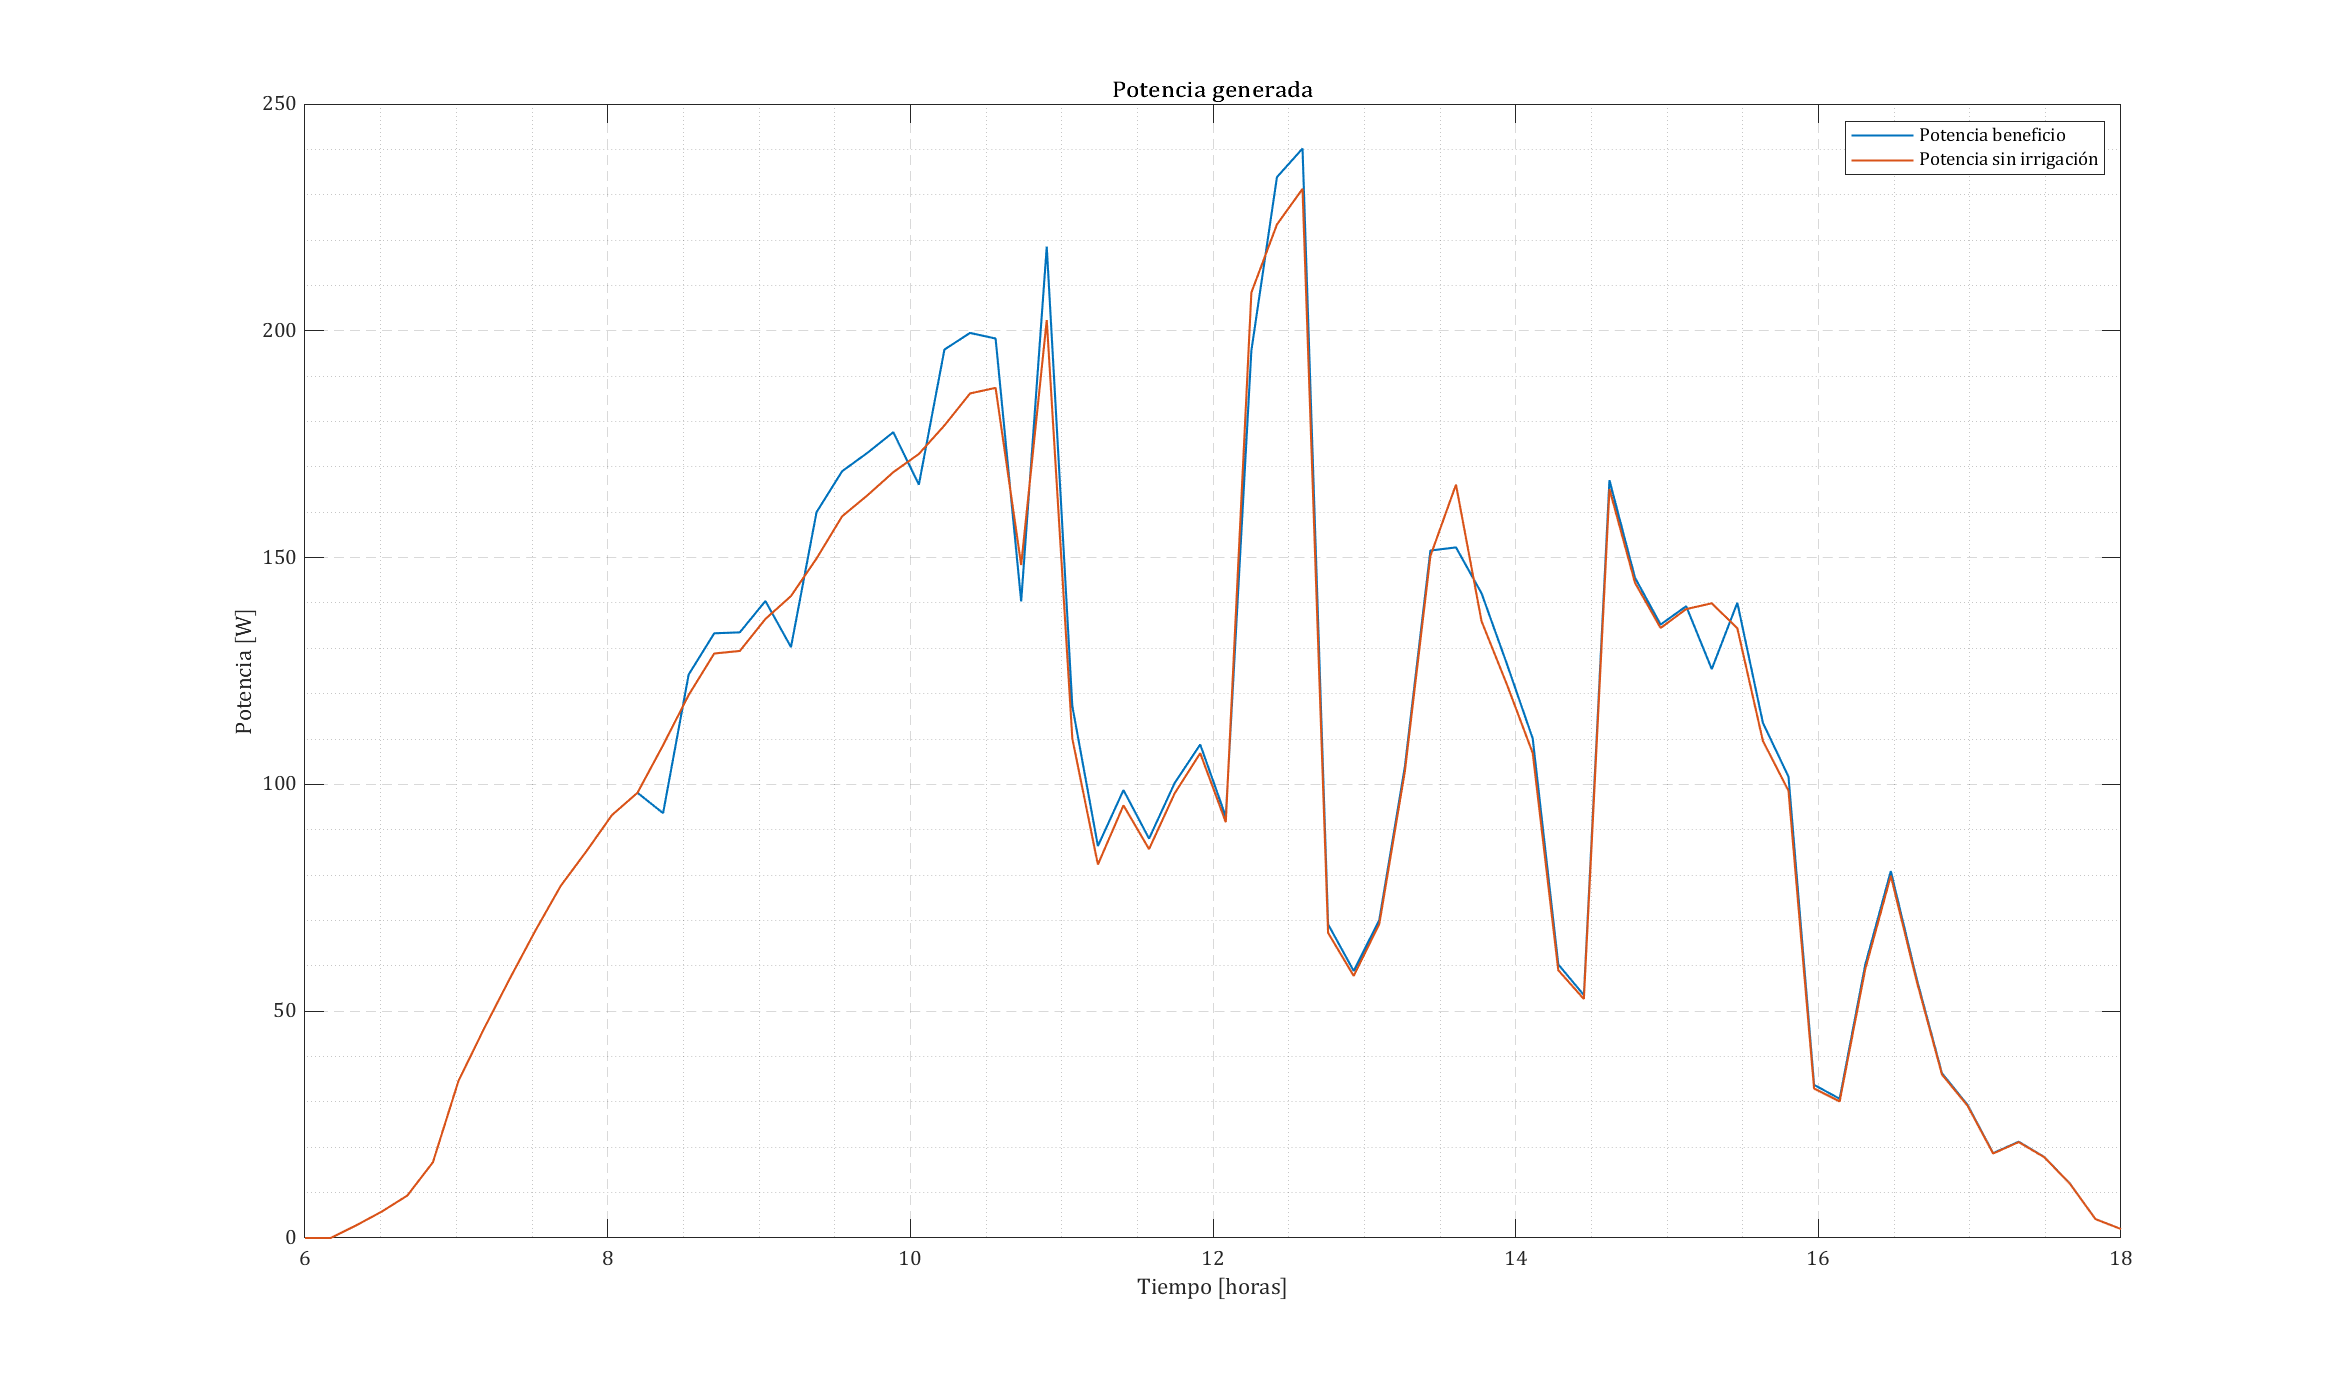 Potencia generada
250
200
150
100
50
0
Potencia [W]
Potencia beneficio
Potencia sin irrigación
6 8 10 12 14 16 18
Tiempo [horas]